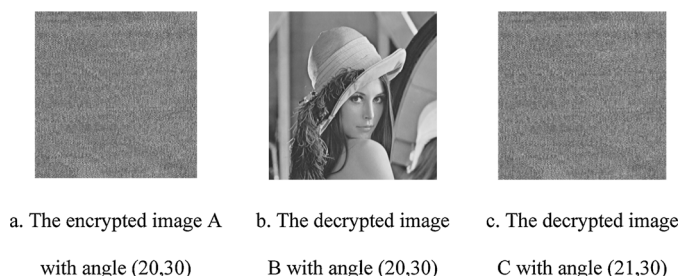 a. The encrypted image A
with angle (20,30)
b. The decrypted image
B with angle (20,30)
c. The decrypted image
C with angle (21,30)